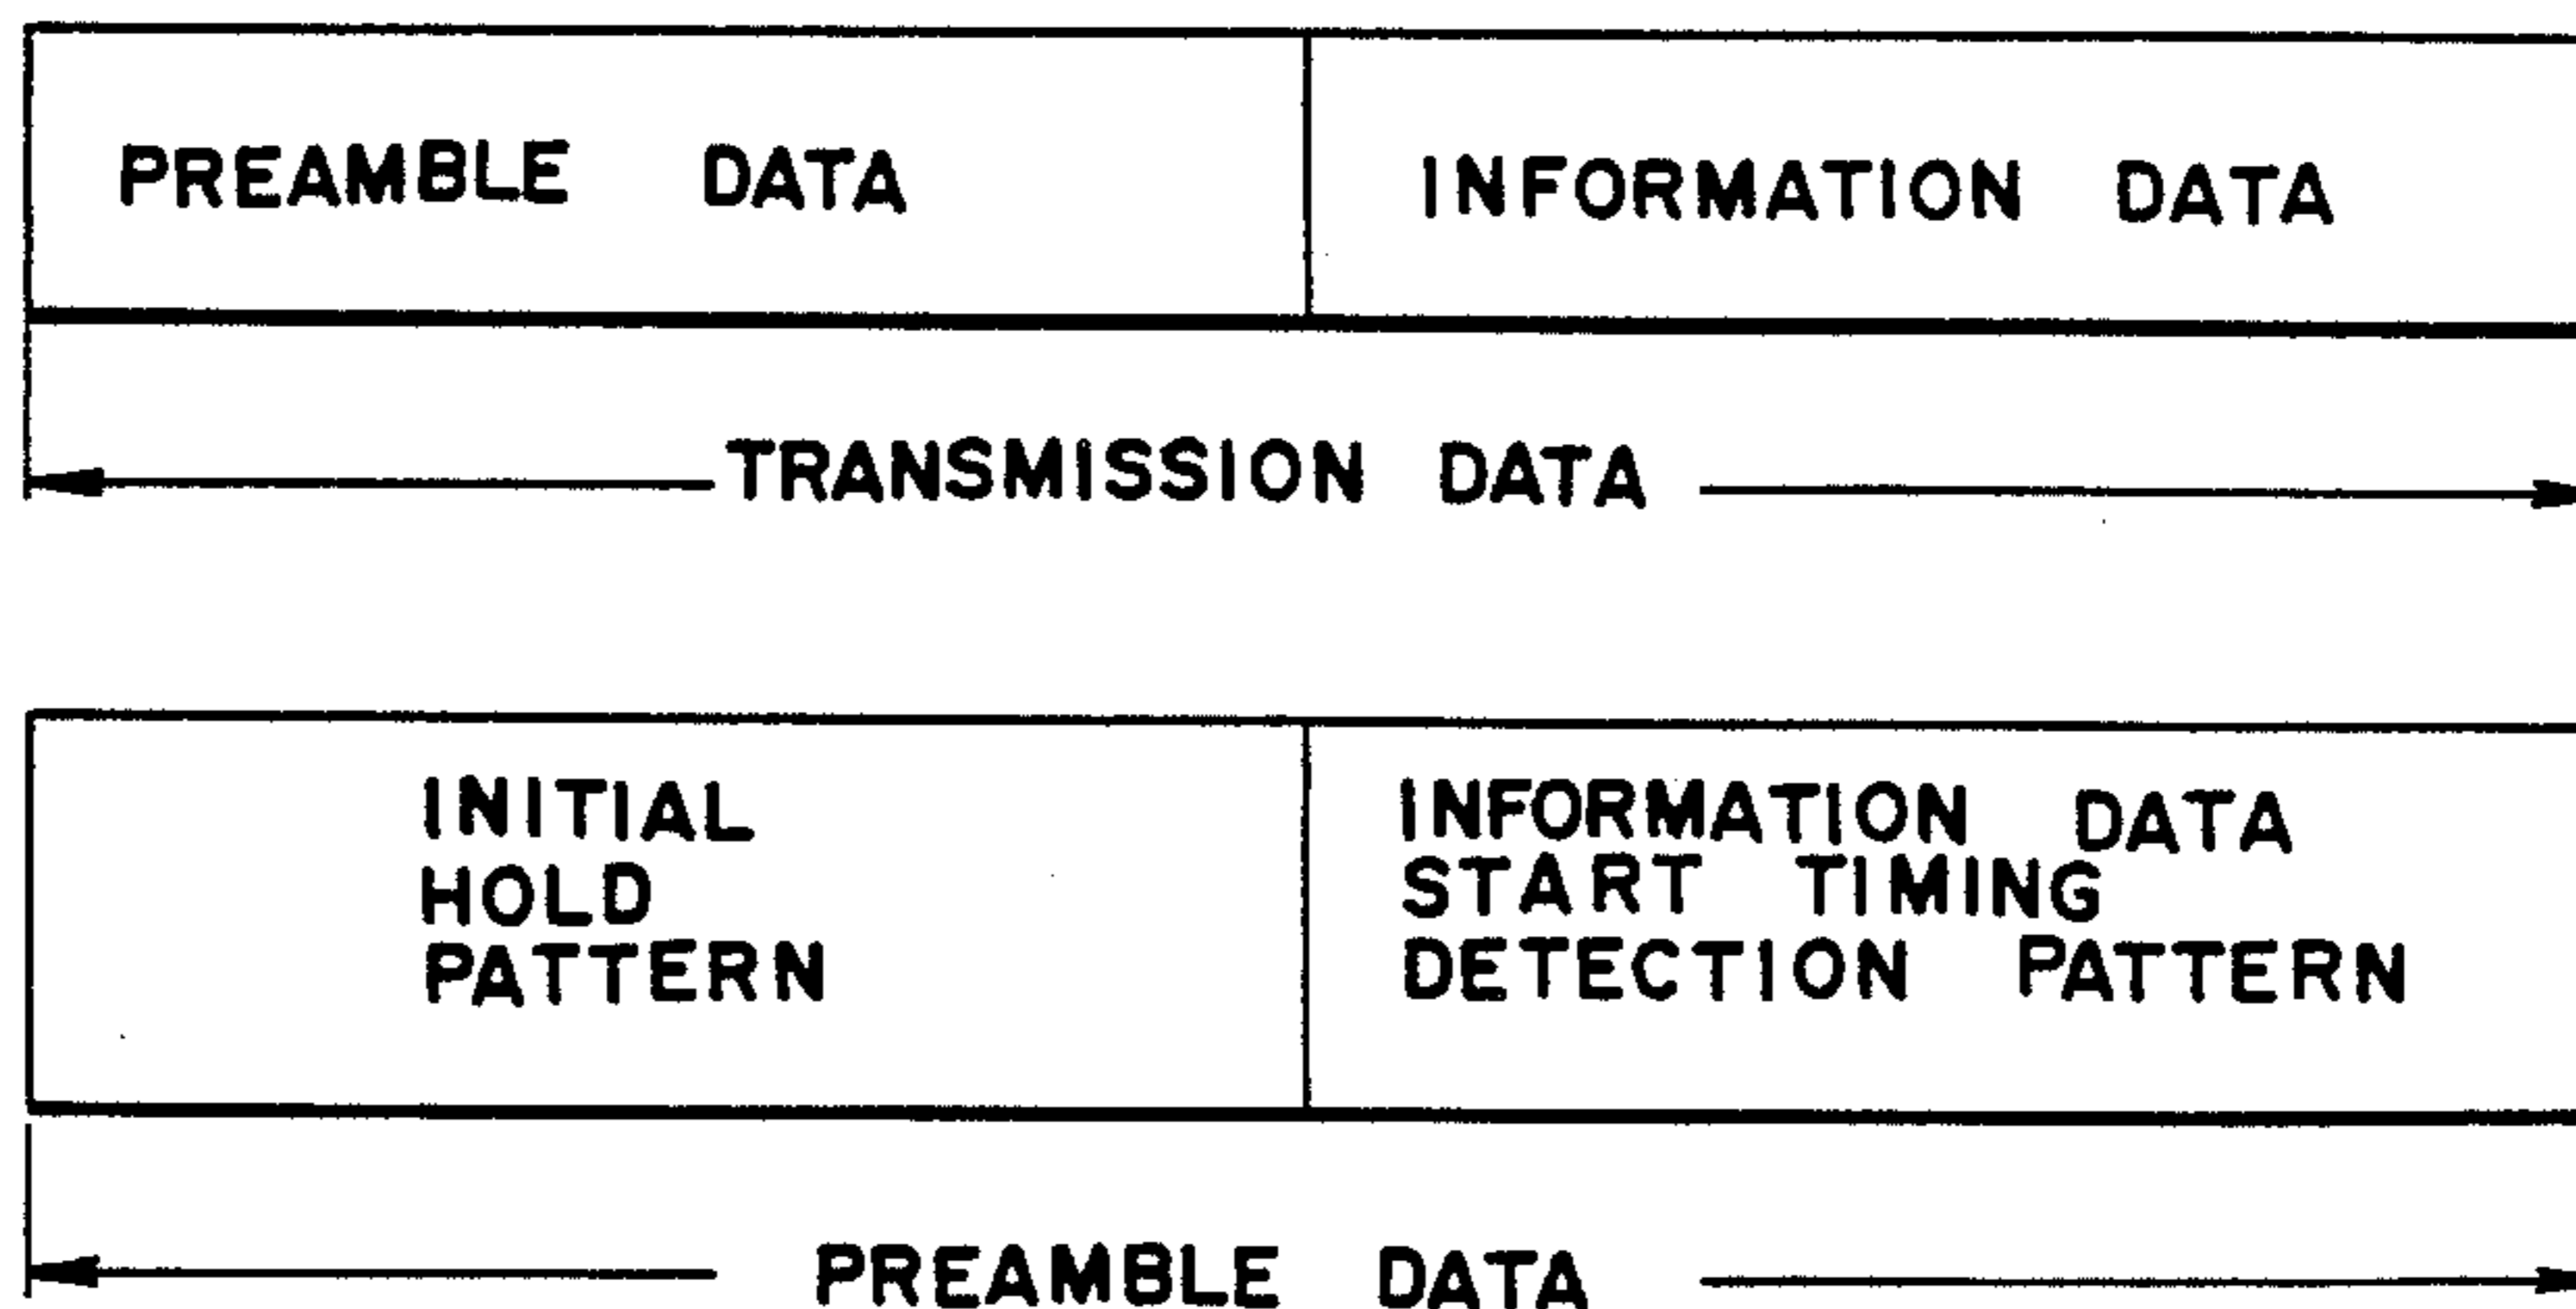 PREAMBLE DATA
INFORMATION DATA
TRANSMISSION DATA
INITIAL
HOLD
PATTERN
INFORMATION DATA
START TIMING
DETECTION PATTERN
PREAMBLE DATA